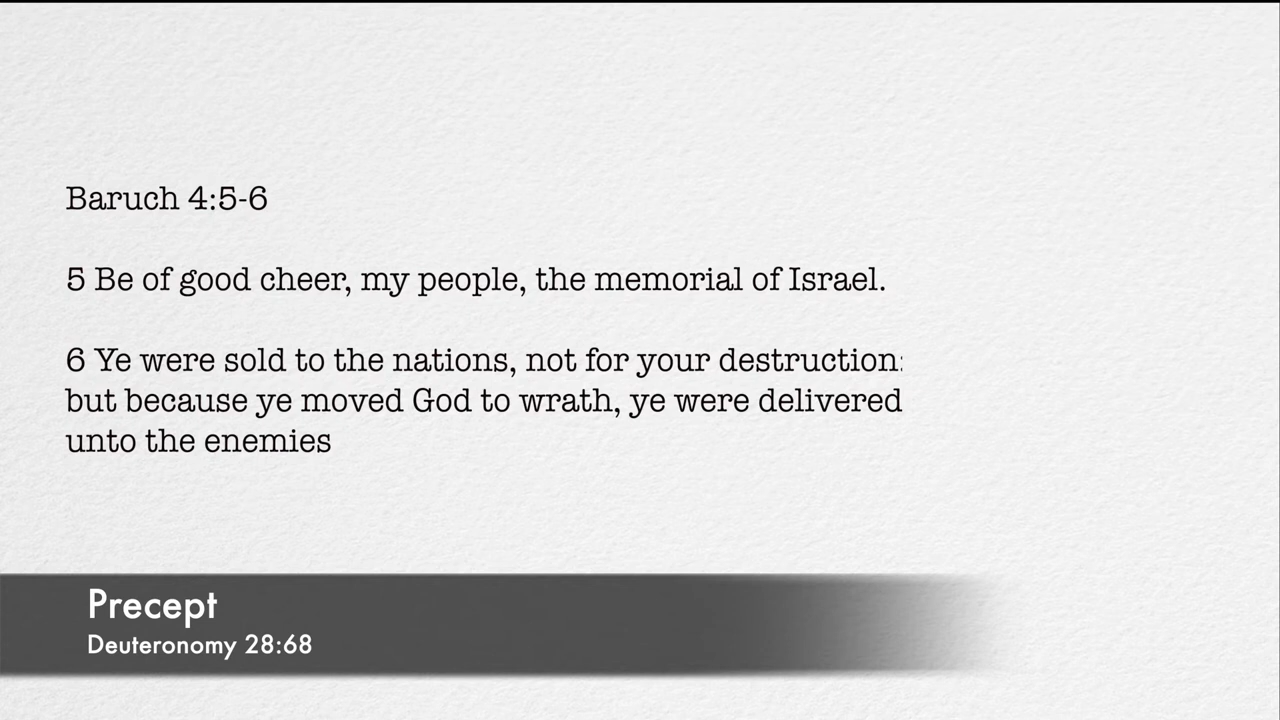 Baruch 4:5-6
5 Be of good cheer, my people, the memorial of Israel.
6 Ye were sold to the nations, not for your destruction:
but because ye moved God to wrath, ye were delivered
unto the enemies
Precept
Deuteronomy 28:68